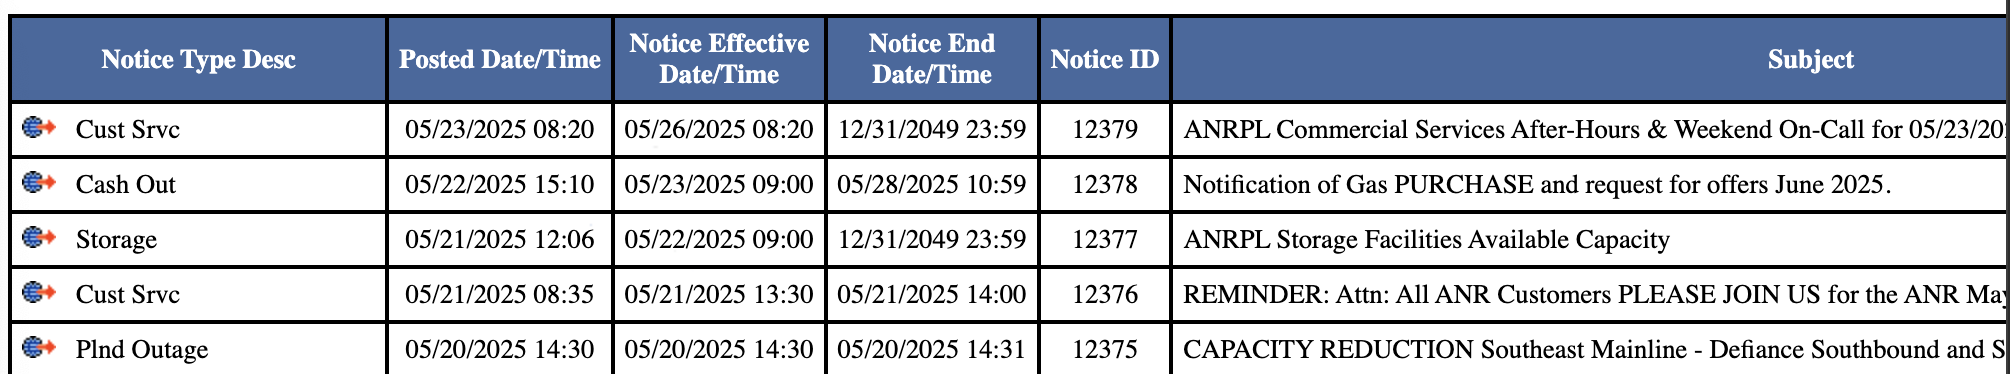 Notice Type Desc Posted Date/Time Notice Effective Date/Time Notice End Date/Time Notice ID Subject
Cust Srvc 05/23/2025 08:20 05/26/2025 08:20 12/31/2049 23:59 12379 ANRPL Commercial Services After-Hours & Weekend On-Call for 05/23/20
Cash Out 05/22/2025 15:10 05/23/2025 09:00 05/28/2025 10:59 12378 Notification of Gas PURCHASE and request for offers June 2025.
Storage 05/21/2025 12:06 05/22/2025 09:00 12/31/2049 23:59 12377 ANRPL Storage Facilities Available Capacity
Cust Srvc 05/21/2025 08:35 05/21/2025 13:30 05/21/2025 14:00 12376 REMINDER: Attn: All ANR Customers PLEASE JOIN US for the ANR May
Plnd Outage 05/20/2025 14:30 05/20/2025 14:30 05/20/2025 14:31 12375 CAPACITY REDUCTION Southeast Mainline - Defiance Southbound and S